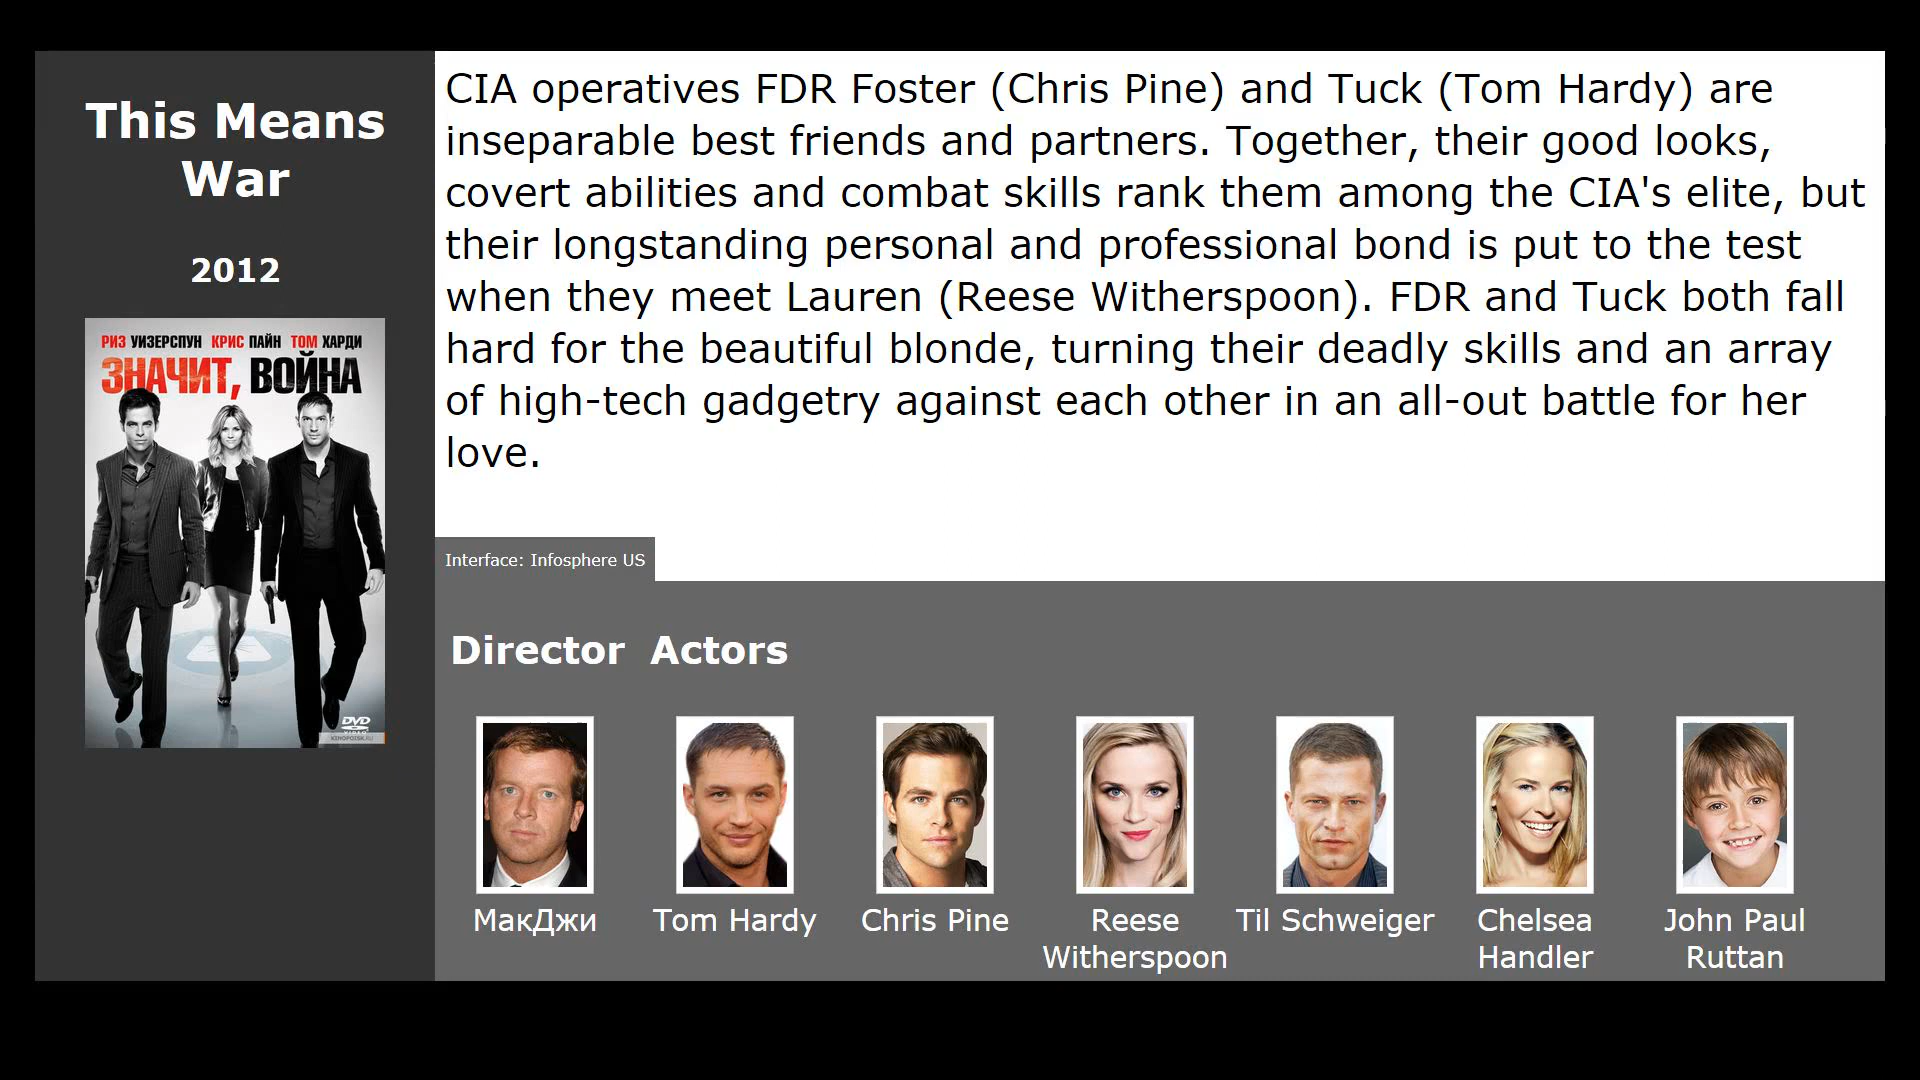 This Means
War
2012
РИЗ УИЗЕРСПУН КРИС ПАЙН ТОМ ХАРДИ
ЗНАЧИТ, ВОЙНА
DVD
VIDEO
KINOPOISK.RU
CIA operatives FDR Foster (Chris Pine) and Tuck (Tom Hardy) are
inseparable best friends and partners. Together, their good looks,
covert abilities and combat skills rank them among the CIA's elite, but
their longstanding personal and professional bond is put to the test
when they meet Lauren (Reese Witherspoon). FDR and Tuck both fall
hard for the beautiful blonde, turning their deadly skills and an array
of high-tech gadgetry against each other in an all-out battle for her
love.
Interface: Infosphere US
Director Actors
МакДжи
Tom Hardy
Chris Pine
Reese
Witherspoon
Til Schweiger
Chelsea
Handler
John Paul
Ruttan